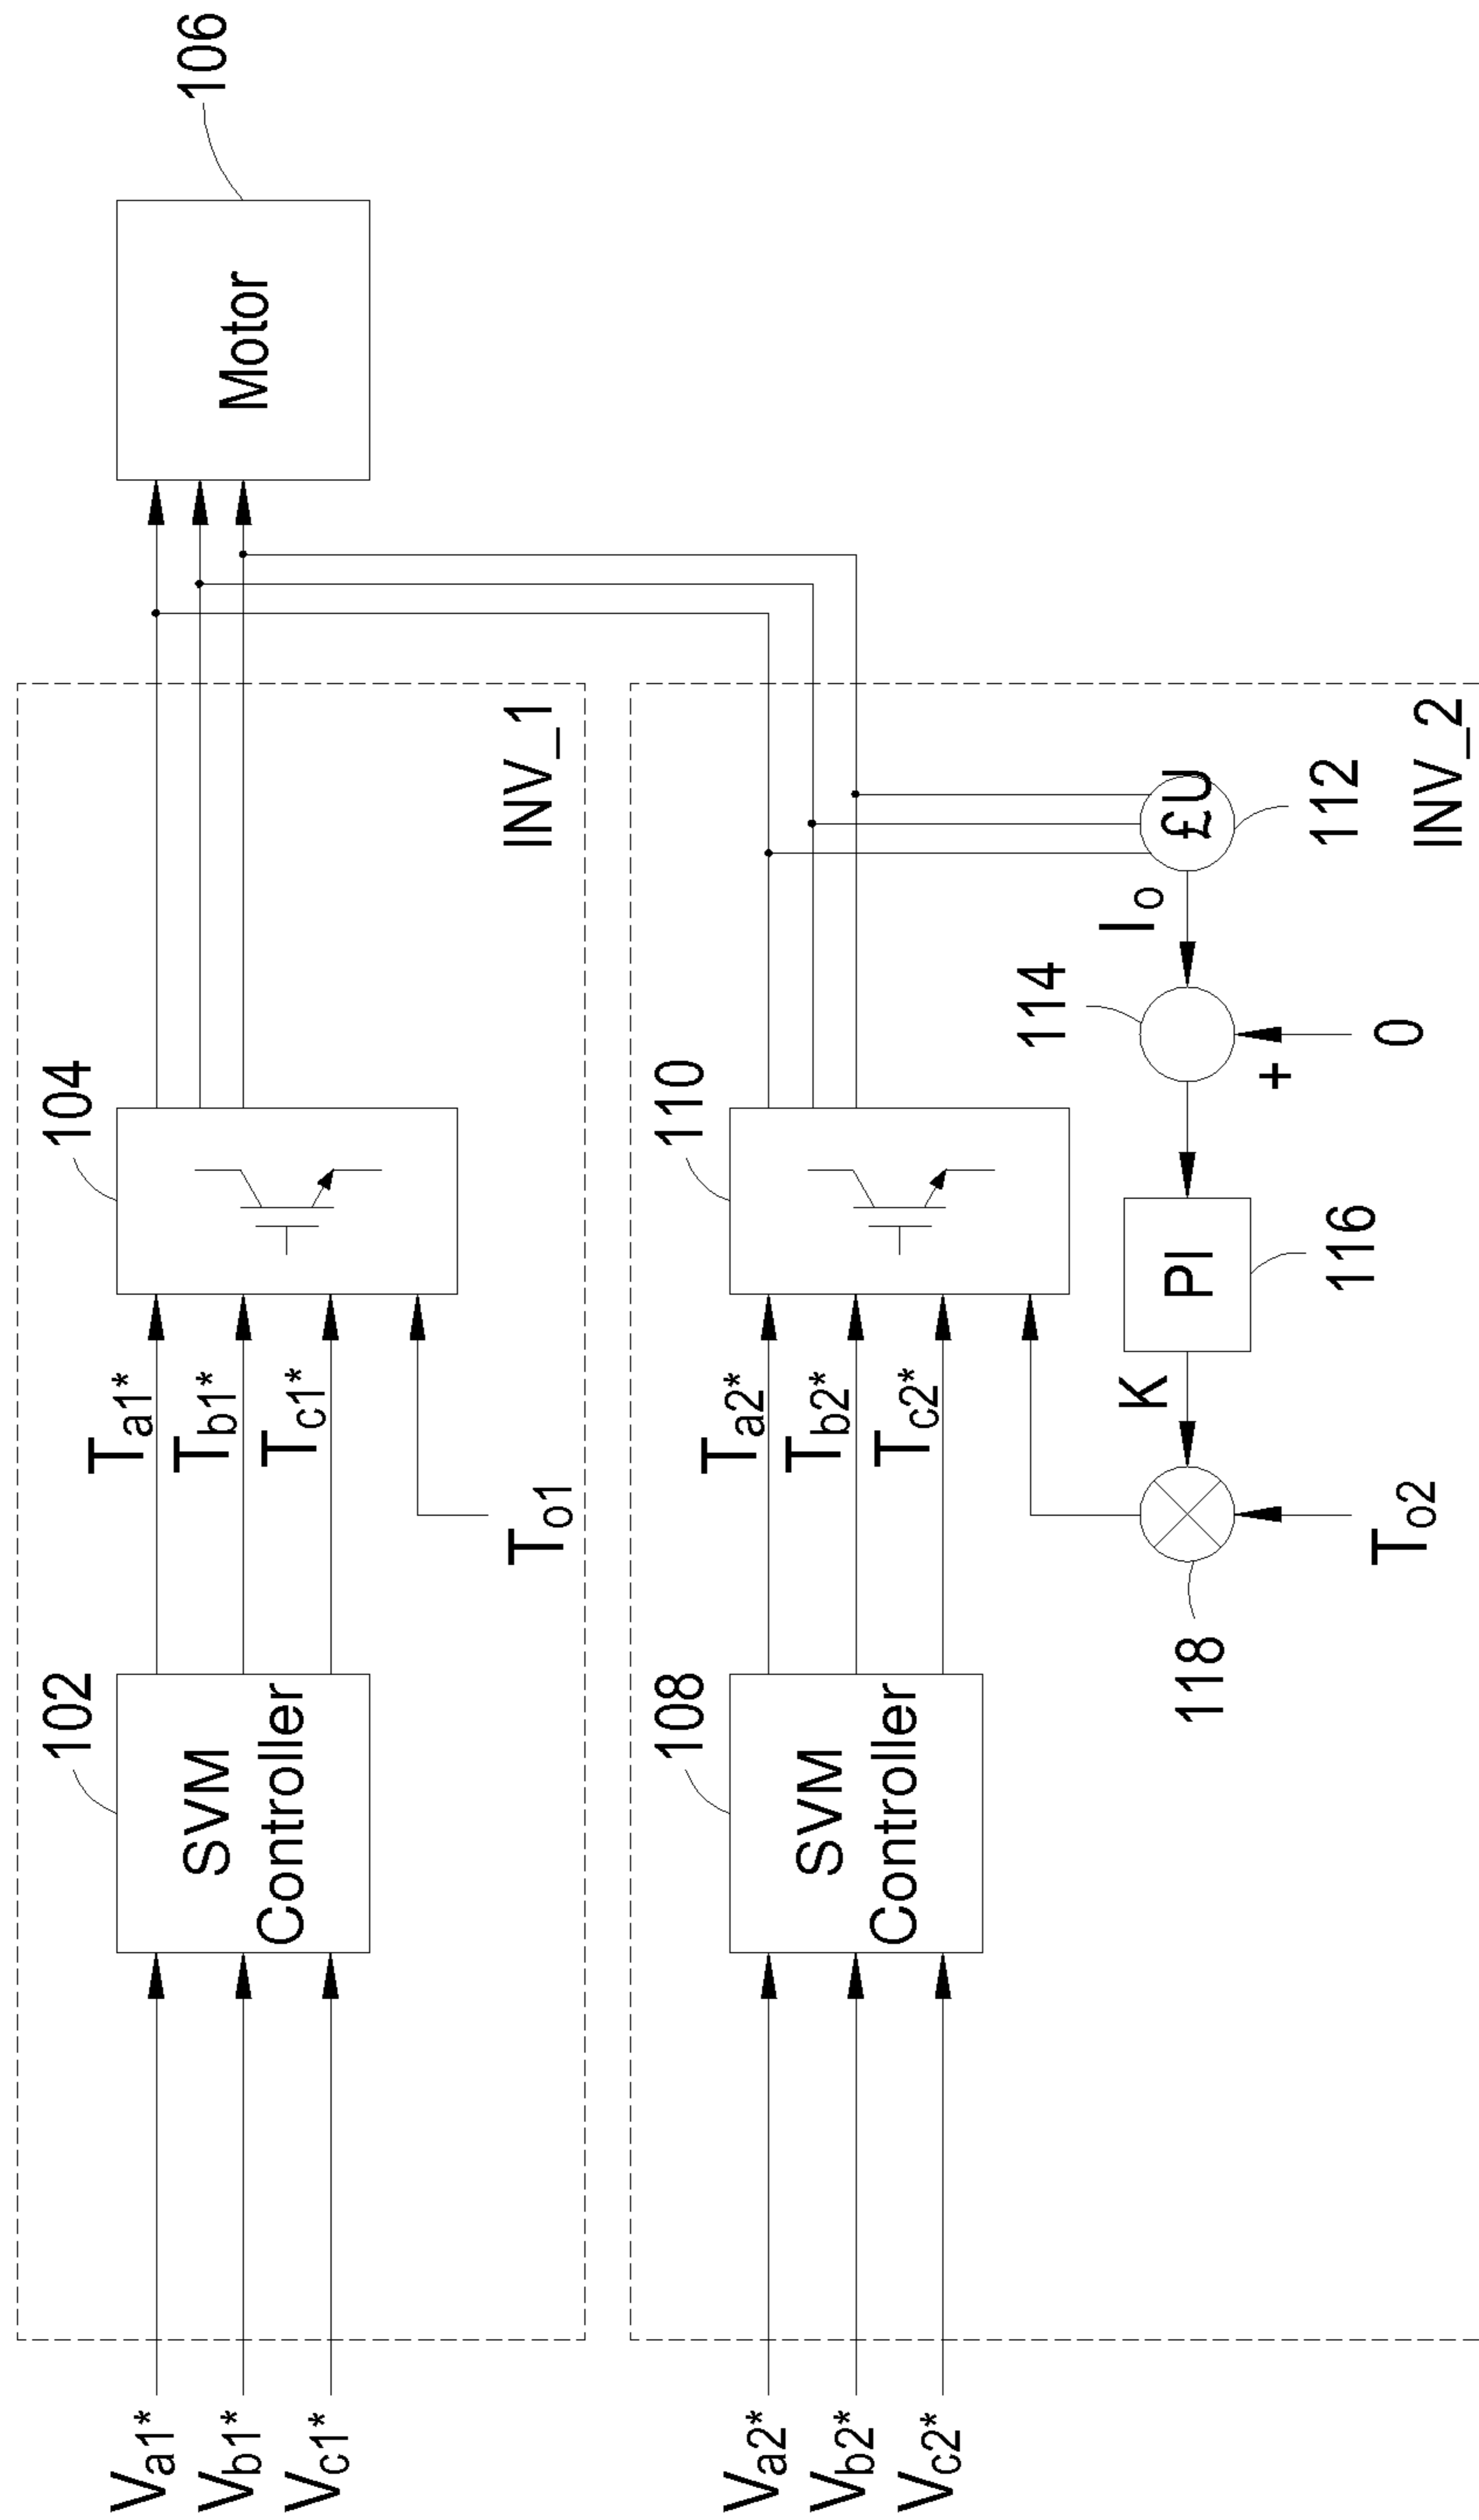 106
Motor
INV_1
104
Ta1*
Tb1*
Tc1*
To1
102
SVM
Controller
Va1*
Vb1*
Vc1*
INV_2
£U
112
Io
114
0
+
110
PI
116
K
Ta2*
Tb2*
Tc2*
To2
118
108
SVM
Controller
Va2*
Vb2*
Vc2*